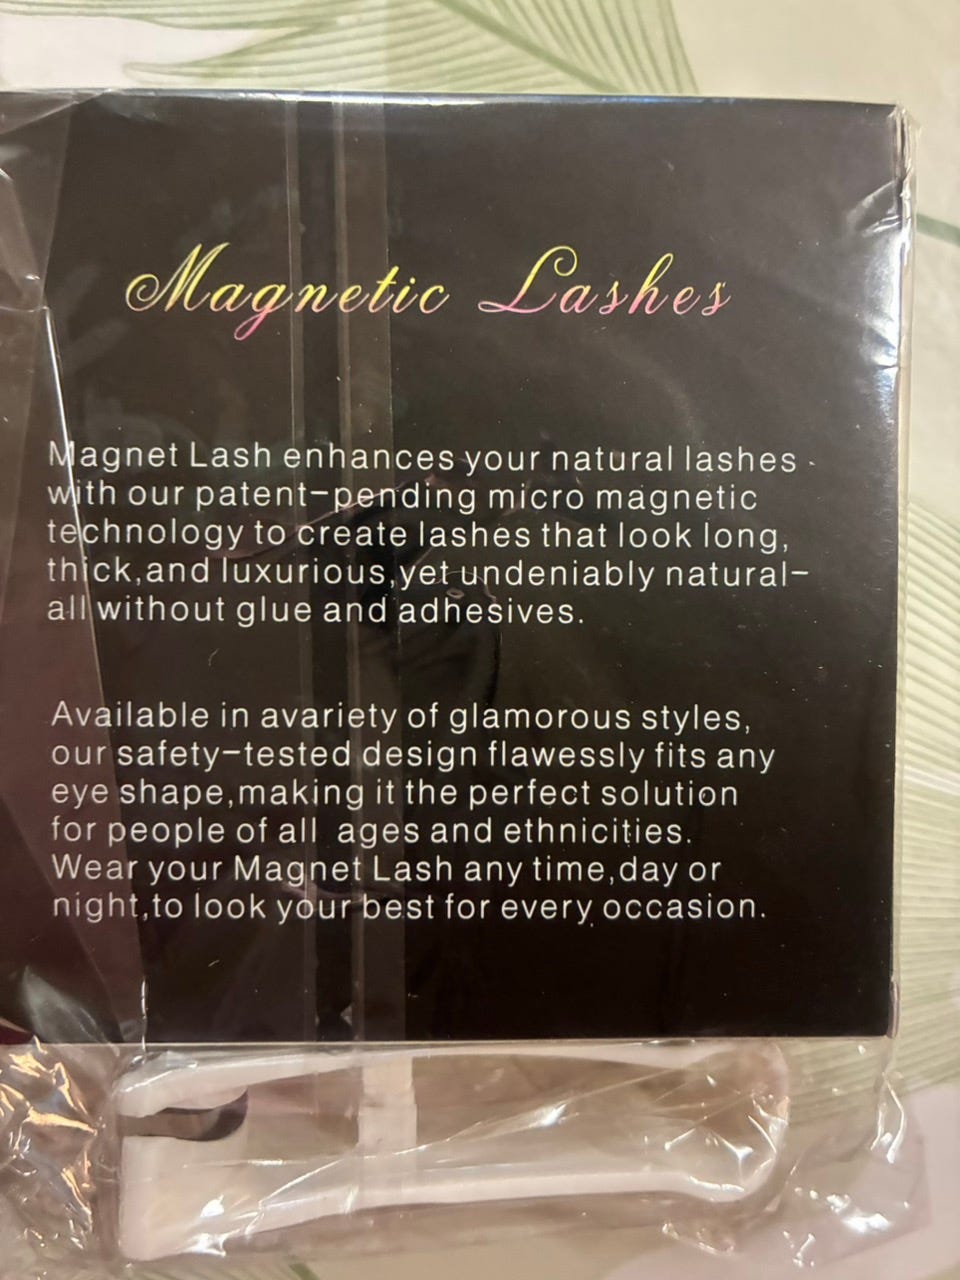 Magnetic Lashes
Magnet Lash enhances your natural lashes -
with our patent-pending micro magnetic
technology to create lashes that look long,
thick,and luxurious,yet undeniably natural-
all without glue and adhesives.
Available in avariety of glamorous styles,
our safety-tested design flawessly fits any
eye shape,making it the perfect solution
for people of all ages and ethnicities.
Wear your Magnet Lash any time,day or
night,to look your best for every occasion.